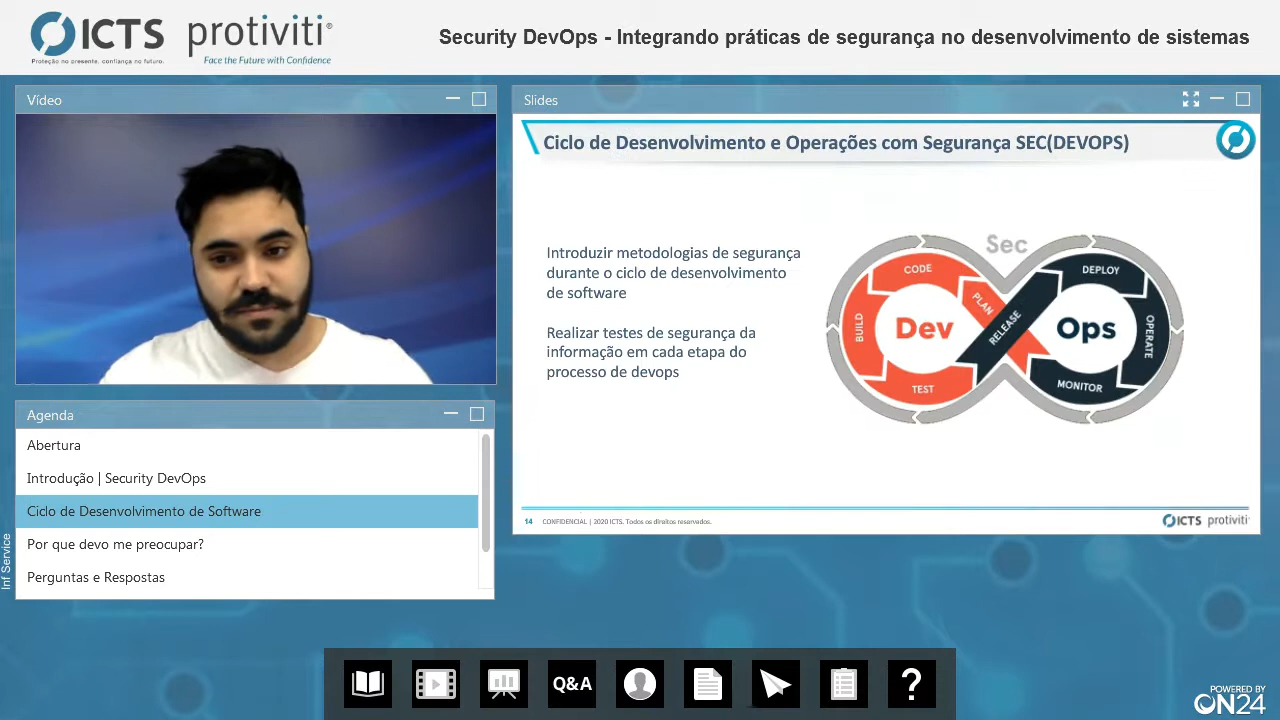 ICTS
Proteção no presente, confiança no futuro.
protiviti®
Face the Future with Confidence
Security DevOps - Integrando práticas de segurança no desenvolvimento de sistemas
Vídeo
Slides
Ciclo de Desenvolvimento e Operações com Segurança SEC(DEVOPS)
Introduzir metodologias de segurança
durante o ciclo de desenvolvimento
de software
Realizar testes de segurança da
informação em cada etapa do
processo de devops
Sec
CODE
DEPLOY
PLAN
BUILD
Dev
RELEASE
Ops
OPERATE
TEST
MONITOR
14 CONFIDENCIAL | 2020 ICTS. Todos os direitos reservados.
ICTS protiviti
Agenda
Abertura
Introdução | Security DevOps
Ciclo de Desenvolvimento de Software
Por que devo me preocupar?
Perguntas e Respostas
Inf Service
Q&A
?
POWERED BY
ON24